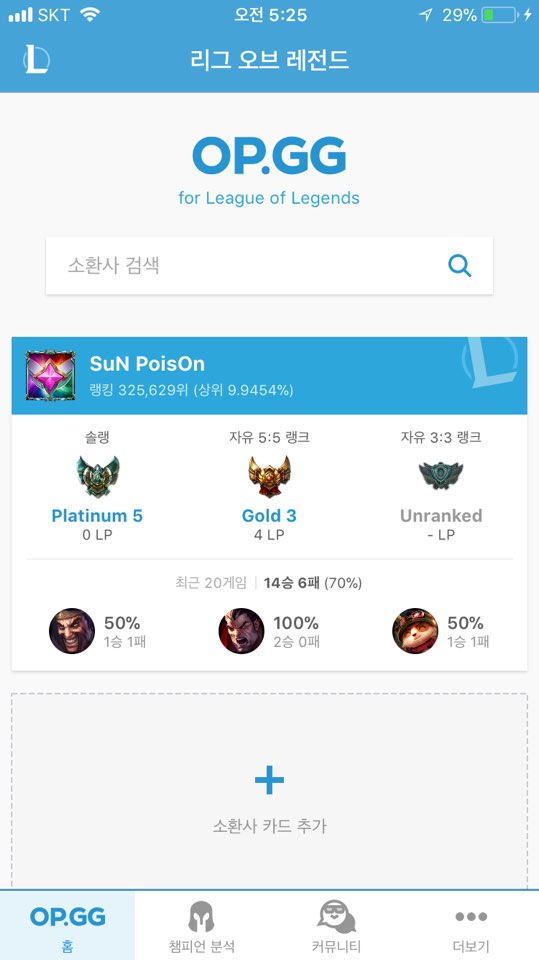 SKT 오전 5:25 29%
리그 오브 레전드
OP.GG
for League of Legends
소환사 검색
SuN PoisOn
랭킹 325,629위 (상위 9.9454%)
솔랭 자유 5:5 랭크 자유 3:3 랭크
Platinum 5 Gold 3 Unranked
0 LP 4 LP - LP
최근 20게임 | 14승 6패 (70%)
50% 100% 50%
1승 1패 2승 0패 1승 1패
소환사 카드 추가
OP.GG
홈 챔피언 분석 커뮤니티 더보기